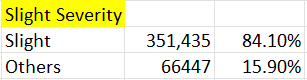 Slight Severity
Slight 351,435 84.10%
Others 66447 15.90%